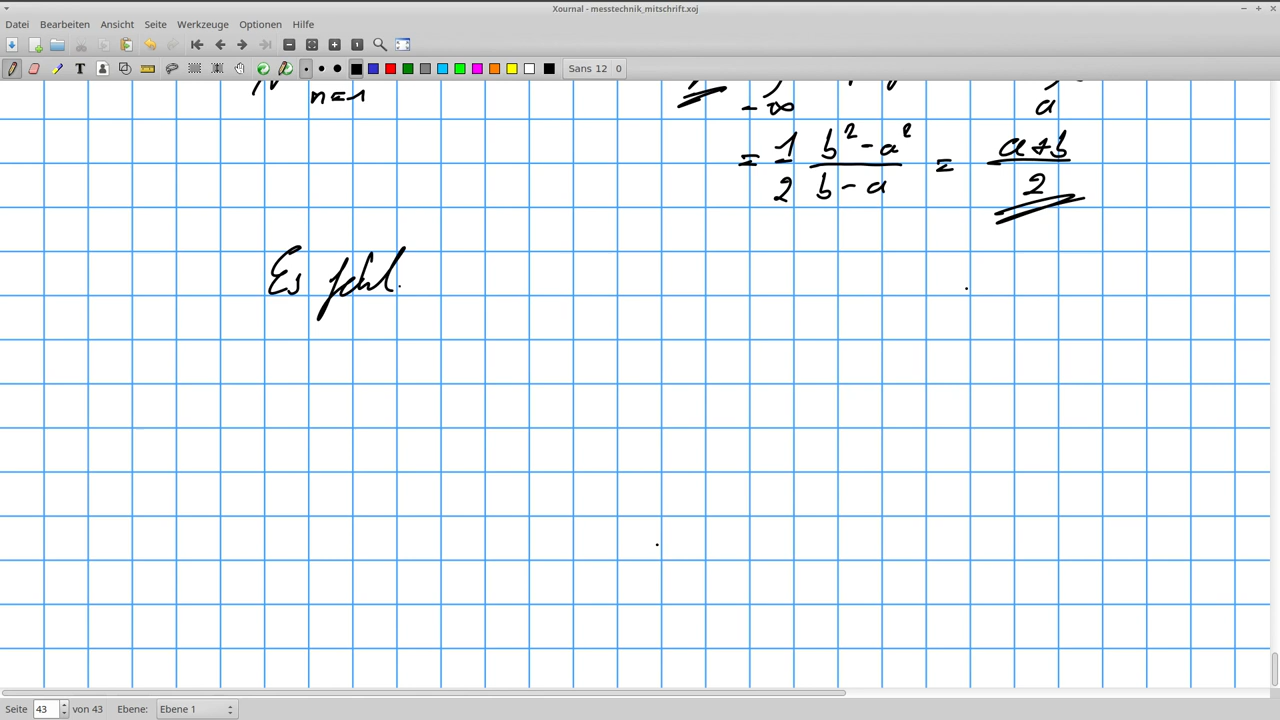 Xournal - messtechnik_mitschrift.xoj
Datei Bearbeiten Ansicht Seite Werkzeuge Optionen Hilfe
Sans 12 0
n=1
-∞
a
= 1/2 (b² - a²)/(b - a) = (a+b)/2
Es fehl
Seite 43 von 43 Ebene: Ebene 1